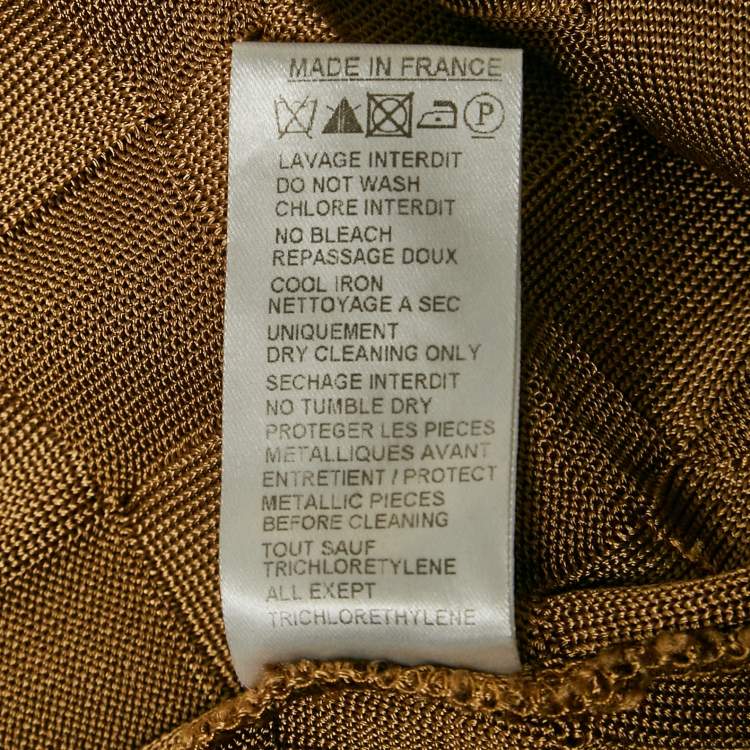 MADE IN FRANCE
P
LAVAGE INTERDIT
DO NOT WASH
CHLORE INTERDIT
NO BLEACH
REPASSAGE DOUX
COOL IRON
NETTOYAGE A SEC
UNIQUEMENT
DRY CLEANING ONLY
SECHAGE INTERDIT
NO TUMBLE DRY
PROTEGER LES PIECES
METALLIQUES AVANT
ENTRETIENT / PROTECT
METALLIC PIECES
BEFORE CLEANING
TOUT SAUF
TRICHLORETYLENE
ALL EXEPT
TRICHLORETHYLENE